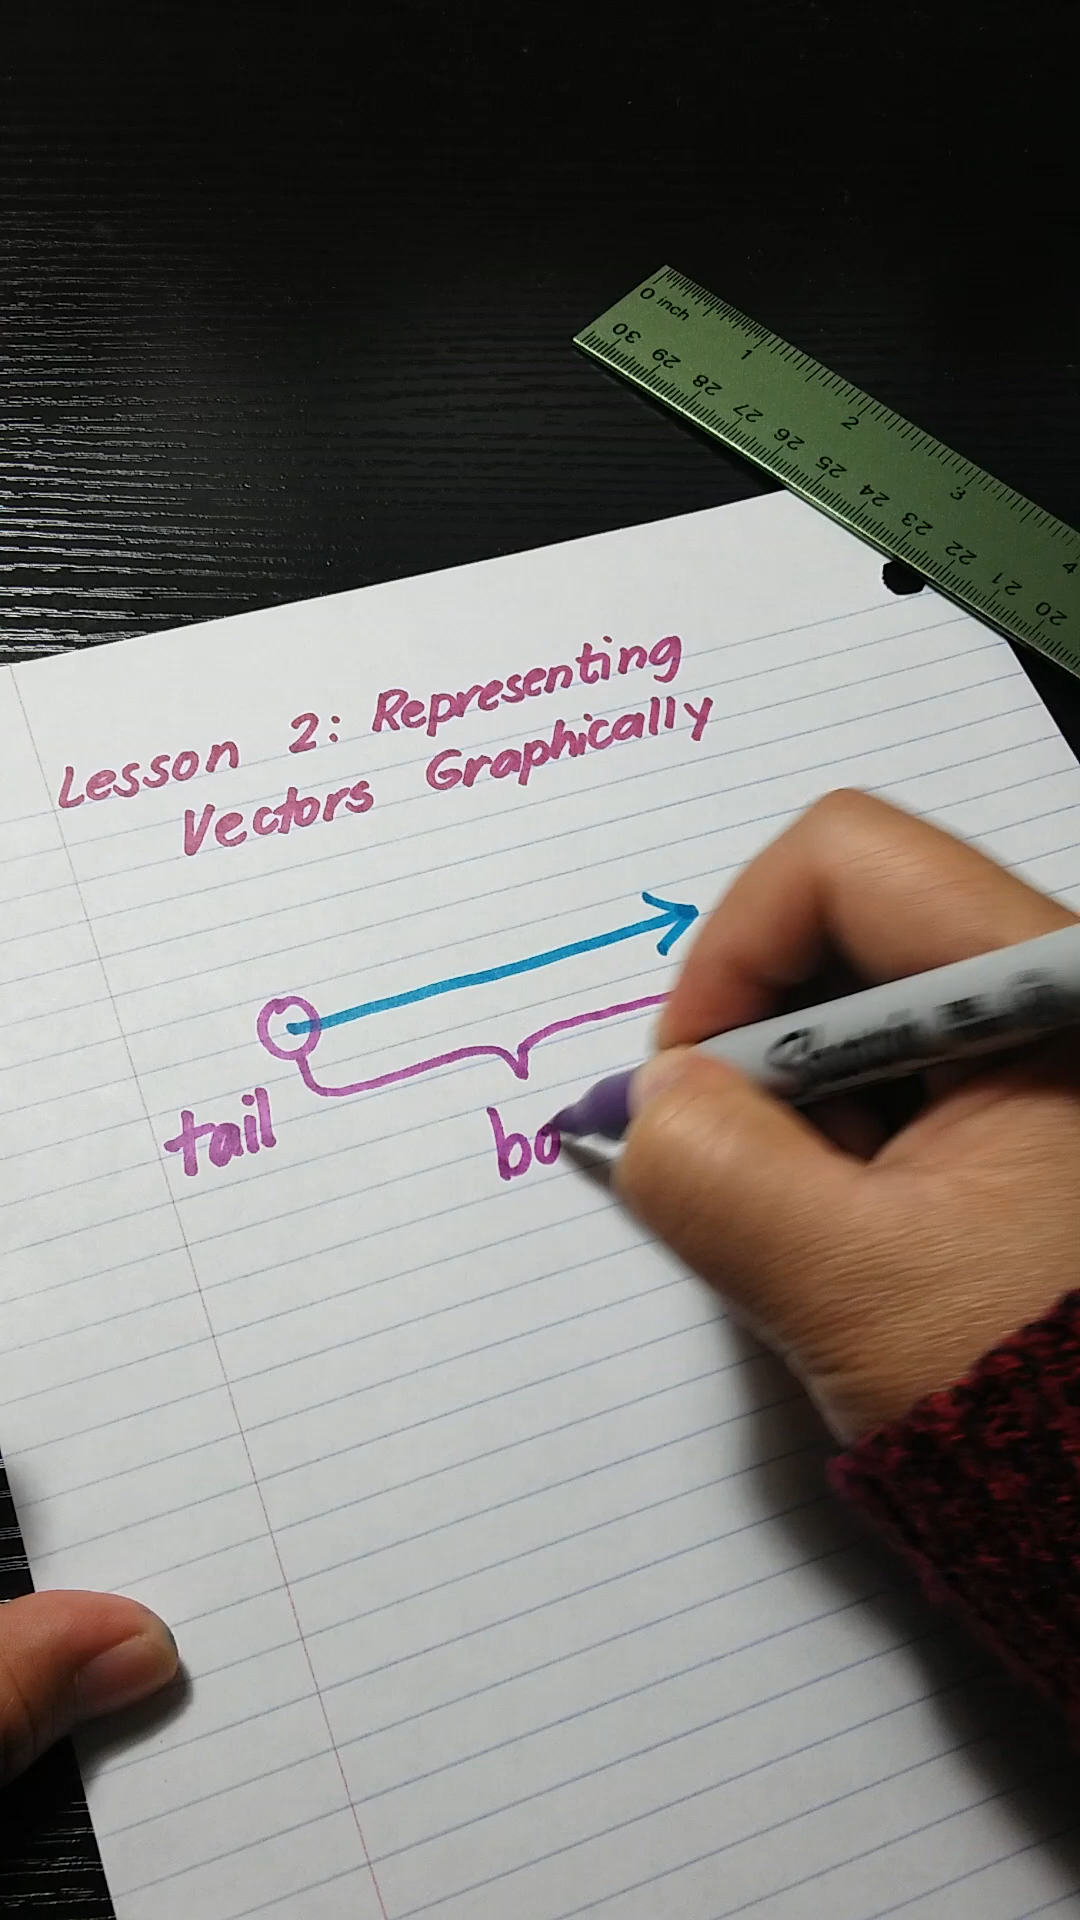 0 inch 1 2 3 4
30 29 28 27 26 25 24 23 22 21 20
Lesson 2: Representing
Vectors Graphically
tail
bo